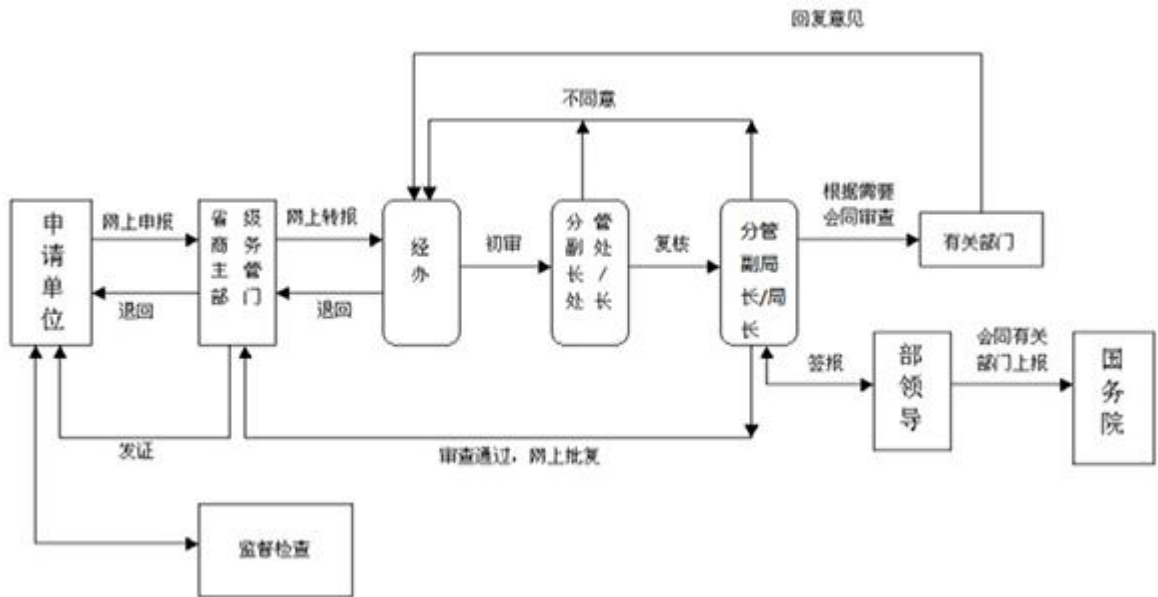 回复意见
不同意
根据需要
会同审查
申请单位
网上申报
省级
商务
主管
部门
网上转报
经办
初审
分管
副处
长/
处长
复核
分管
副局
长/局
长
有关部门
退回
退回
签报
部领导
会同有关
部门上报
国务院
发证
审查通过，网上批复
监督检查